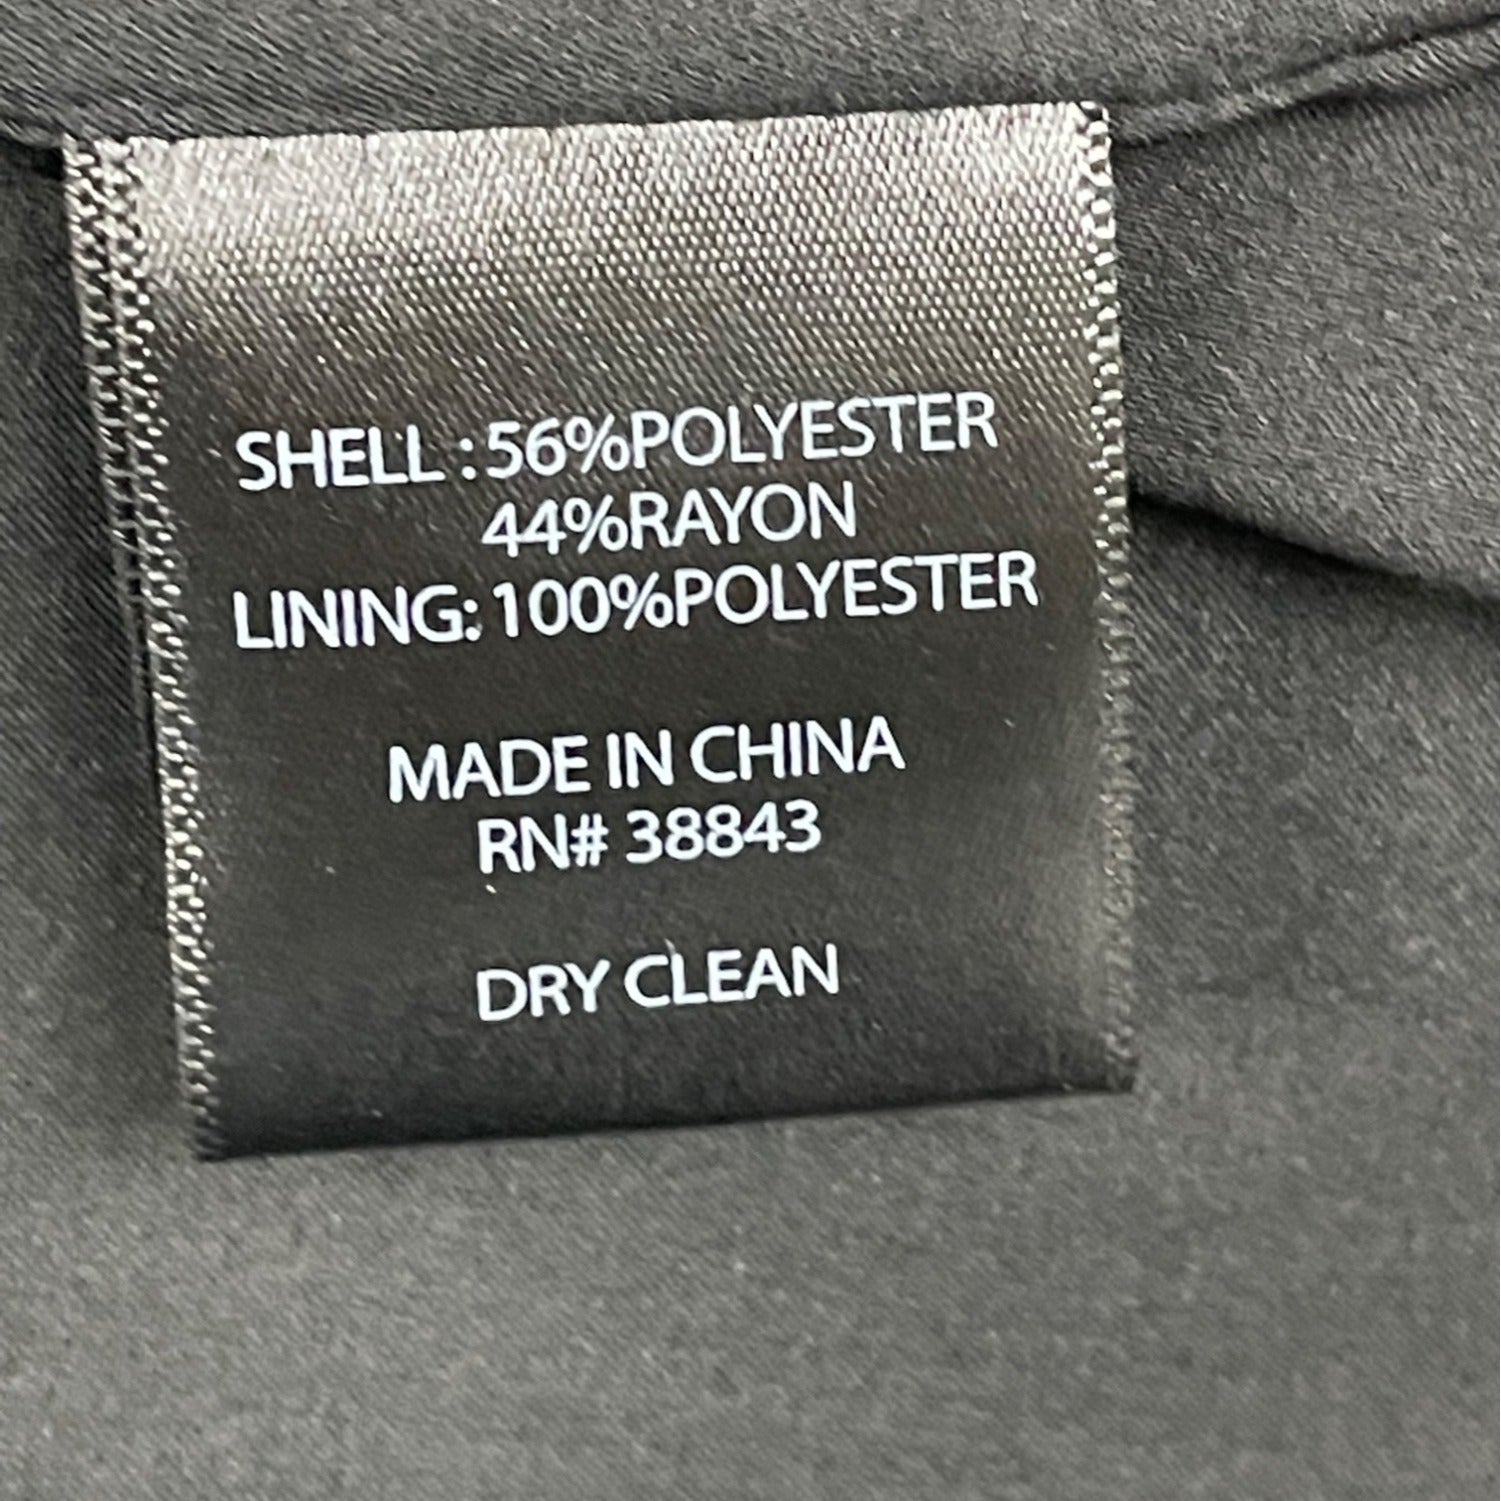 SHELL : 56%POLYESTER
44%RAYON
LINING: 100%POLYESTER
MADE IN CHINA
RN# 38843
DRY CLEAN